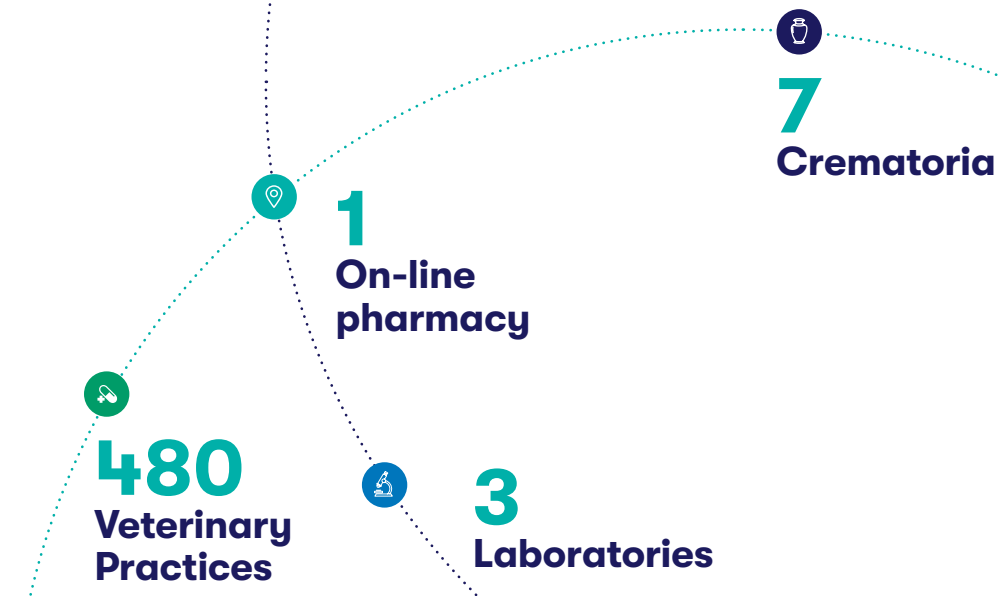 7
Crematoria
1
On-line
pharmacy
480
Veterinary
Practices
3
Laboratories